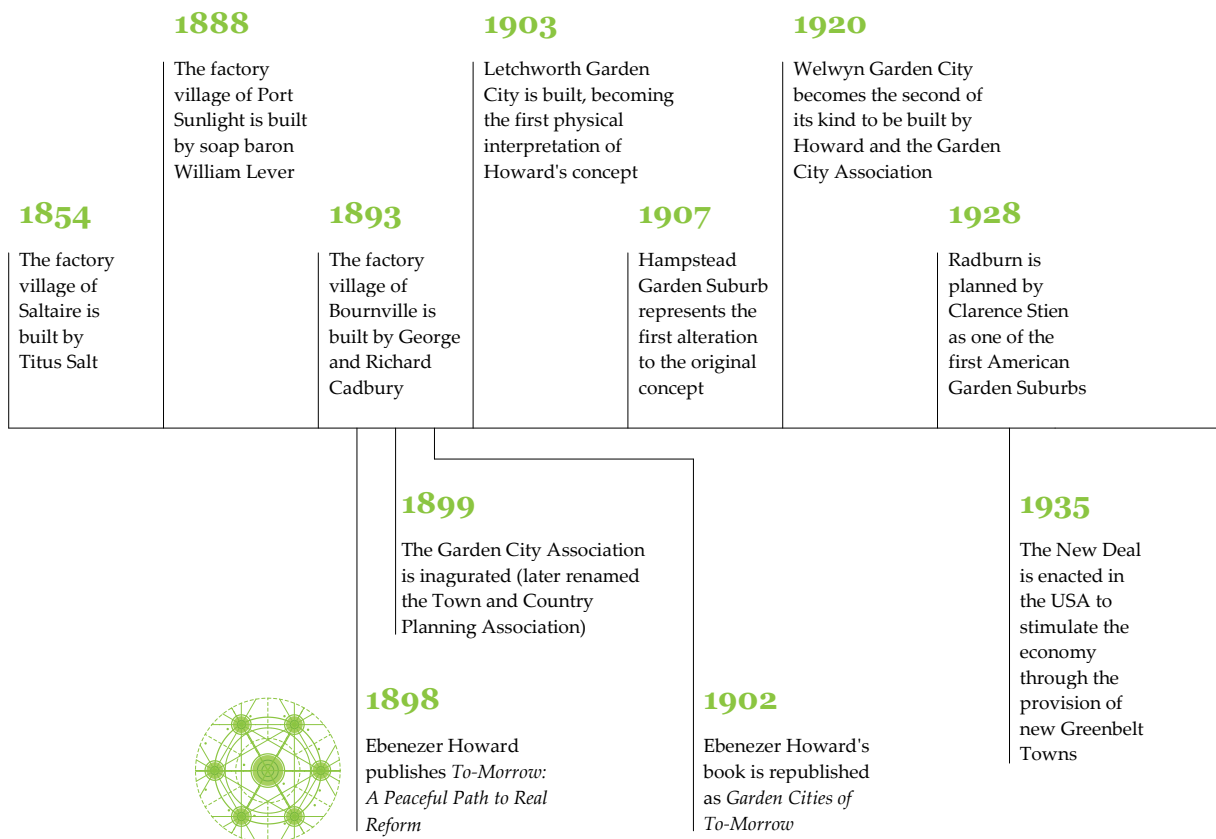 1888
The factory
village of Port
Sunlight is built
by soap baron
William Lever
1903
Letchworth Garden
City is built, becoming
the first physical
interpretation of
Howard's concept
1920
Welwyn Garden City
becomes the second of
its kind to be built by
Howard and the Garden
City Association
1854
The factory
village of
Saltaire is
built by
Titus Salt
1893
The factory
village of
Bournville is
built by George
and Richard
Cadbury
1907
Hampstead
Garden Suburb
represents the
first alteration
to the original
concept
1928
Radburn is
planned by
Clarence Stien
as one of the
first American
Garden Suburbs
1899
The Garden City Association
is inagurated (later renamed
the Town and Country
Planning Association)
1935
The New Deal
is enacted in
the USA to
stimulate the
economy
through the
provision of
new Greenbelt
Towns
1898
Ebenezer Howard
publishes To-Morrow:
A Peaceful Path to Real
Reform
1902
Ebenezer Howard's
book is republished
as Garden Cities of
To-Morrow